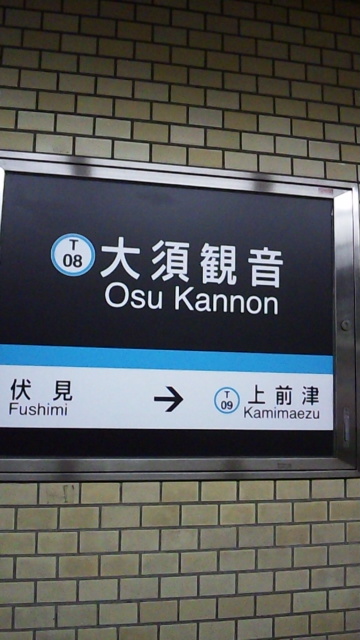 T
08
大須観音
Osu Kannon
伏見
Fushimi
→
T
09
上前津
Kamimaezu